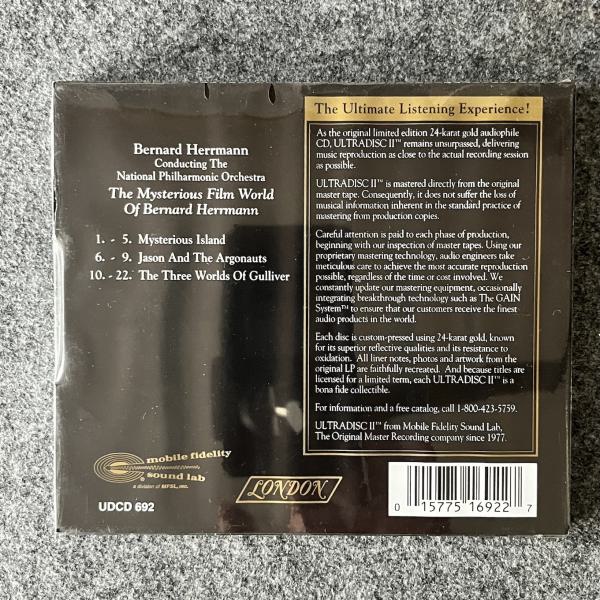 Bernard Herrmann
Conducting The
National Philharmonic Orchestra
The Mysterious Film World
Of Bernard Herrmann
1. - 5. Mysterious Island
6. - 9. Jason And The Argonauts
10. - 22. The Three Worlds Of Gulliver
mobile fidelity
sound lab
a division of MFSL, inc.
UDCD 692
LONDON
The Ultimate Listening Experience!
As the original limited edition 24-karat gold audiophile
CD, ULTRADISC II™ remains unsurpassed, delivering
music reproduction as close to the actual recording session
as possible.
ULTRADISC II™ is mastered directly from the original
master tape. Consequently, it does not suffer the loss of
musical information inherent in the standard practice of
mastering from production copies.
Careful attention is paid to each phase of production,
beginning with our inspection of master tapes. Using our
proprietary mastering technology, audio engineers take
meticulous care to achieve the most accurate reproduction
possible, regardless of the time or cost involved. We
constantly update our mastering equipment, occasionally
integrating breakthrough technology such as The GAIN
System™ to ensure that our customers receive the finest
audio products in the world.
Each disc is custom-pressed using 24-karat gold, known
for its superior reflective qualities and its resistance to
oxidation. All liner notes, photos and artwork from the
original LP are faithfully recreated. And because titles are
licensed for a limited term, each ULTRADISC II™ is a
bona fide collectible.
For information and a free catalog, call 1-800-423-5759.
ULTRADISC II™ from Mobile Fidelity Sound Lab,
The Original Master Recording company since 1977.
0 15775 16922 7